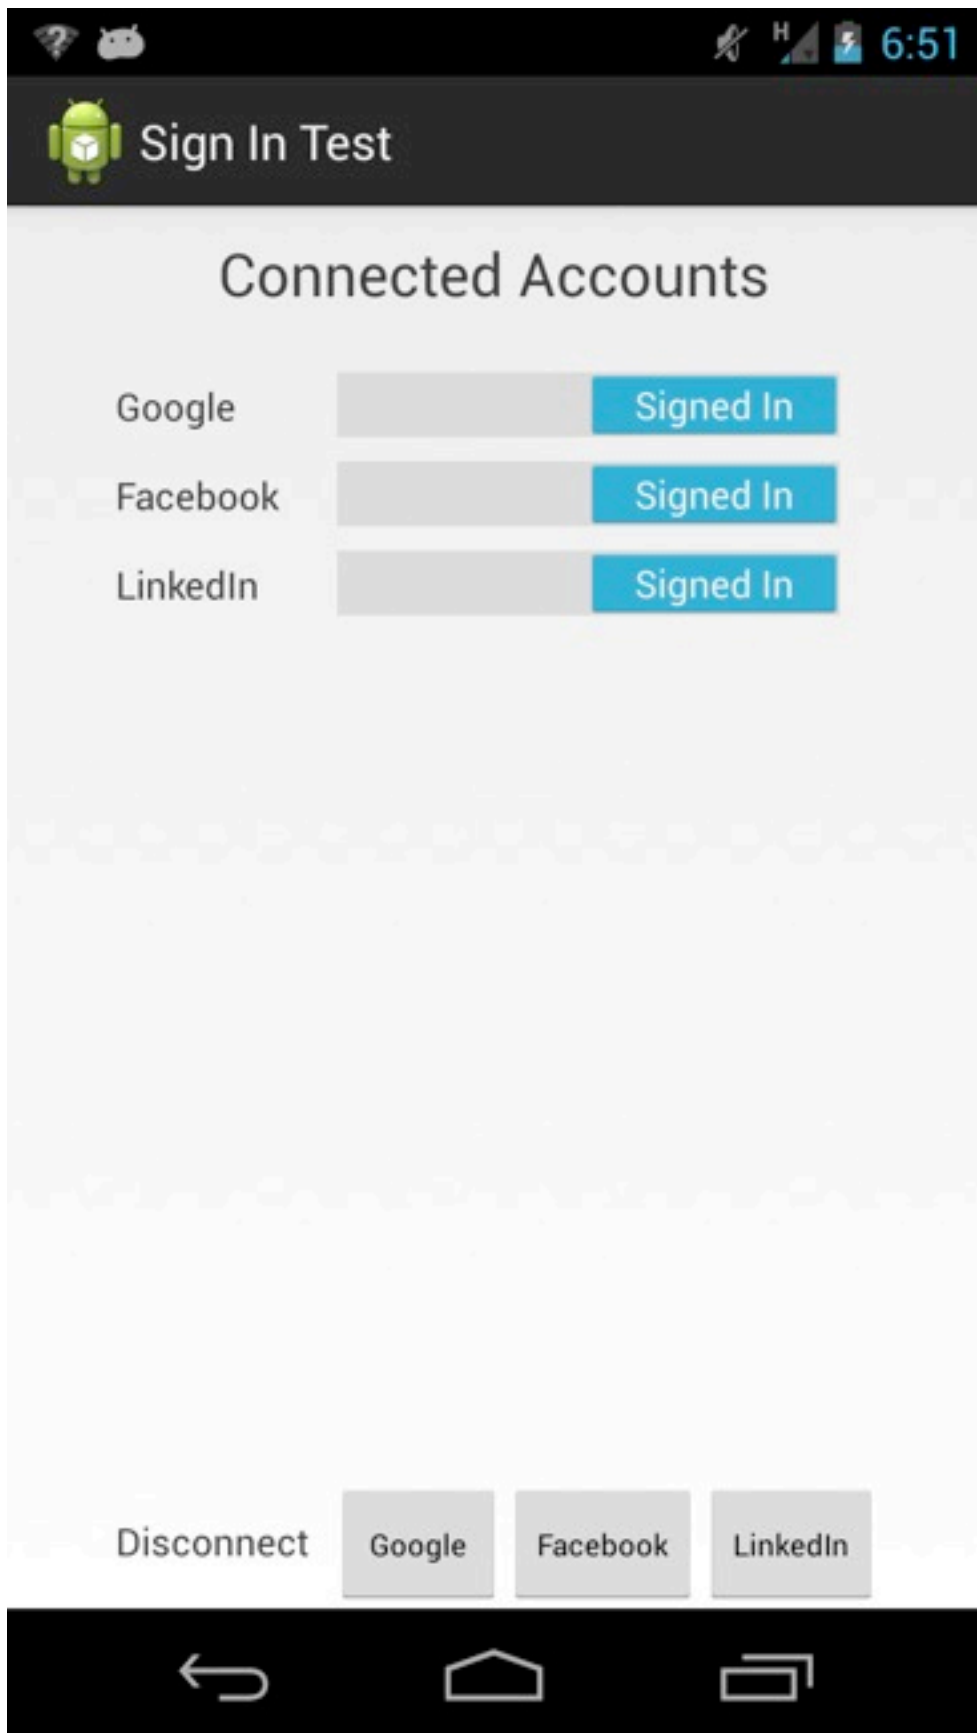 H 6:51
Sign In Test
Connected Accounts
Google Signed In
Facebook Signed In
LinkedIn Signed In
Disconnect Google Facebook LinkedIn